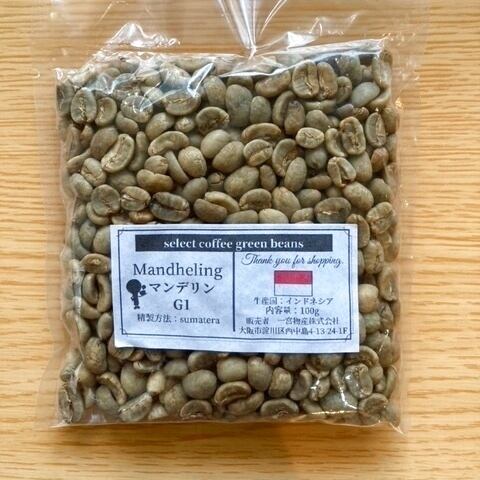 select coffee green beans
Mandheling
マンデリン
G1
精製方法：sumatera
Thank you for shopping.
生産国：インドネシア
内容量：100g
販売者　一宮物産株式会社
大阪市淀川区西中島4-13-24-1F